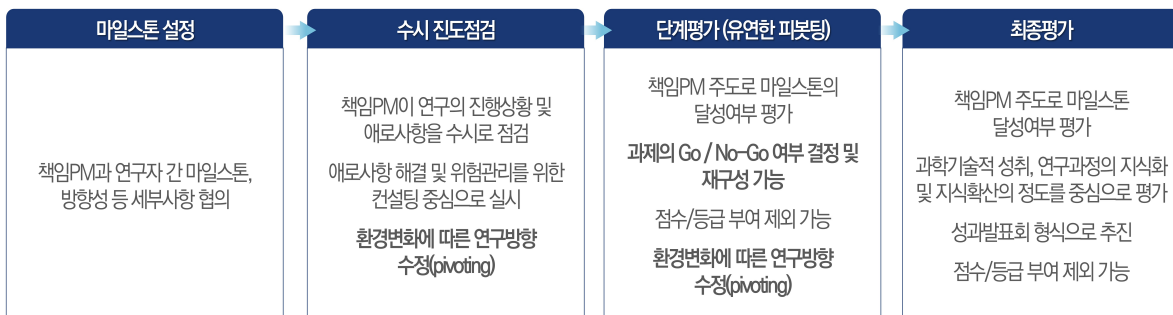 마일스톤 설정
책임PM과 연구자 간 마일스톤,
방향성 등 세부사항 협의
수시 진도점검
책임PM이 연구의 진행상황 및
애로사항을 수시로 점검
애로사항 해결 및 위험관리를 위한
컨설팅 중심으로 실시
환경변화에 따른 연구방향
수정(pivoting)
단계평가 (유연한 피봇팅)
책임PM 주도로 마일스톤의
달성여부 평가
과제의 Go / No-Go 여부 결정 및
재구성 가능
점수/등급 부여 제외 가능
환경변화에 따른 연구방향
수정(pivoting)
최종평가
책임PM 주도로 마일스톤
달성여부 평가
과학기술적 성취, 연구과정의 지식화
및 지식확산의 정도를 중심으로 평가
성과발표회 형식으로 추진
점수/등급 부여 제외 가능